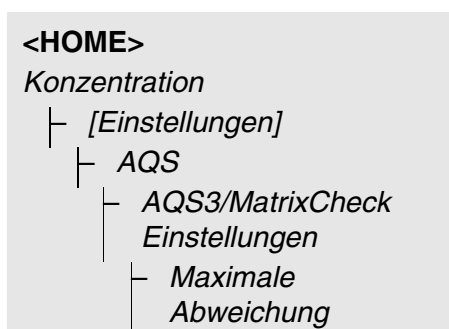 <HOME>
Konzentration
[Einstellungen]
AQS
AQS3/MatrixCheck
Einstellungen
Maximale
Abweichung